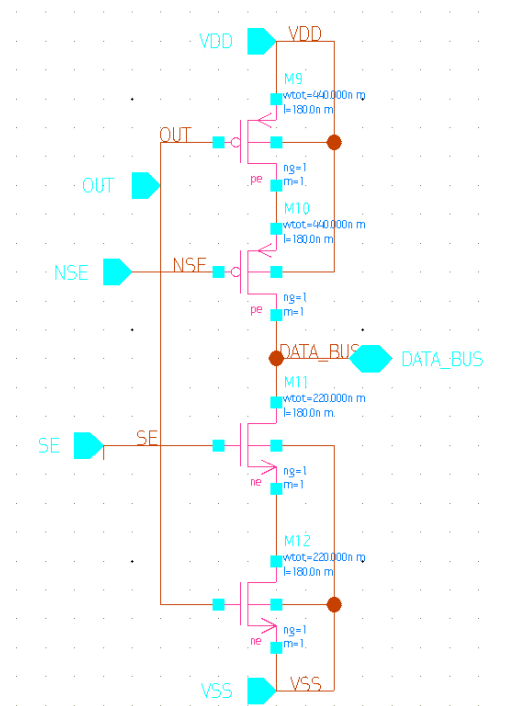 VDD VDD
M9
wtot=440.000n m
l=180.0n m
OUT
ng=1
pe m=1
OUT
M10
wtot=440.000n m
l=180.0n m
NSE NSE
ng=1
pe m=1
DATA_BUS DATA_BUS
M11
wtot=220.000n m
l=180.0n m
SE SE
ng=1
ne m=1
M12
wtot=220.000n m
l=180.0n m
ng=1
ne m=1
VSS VSS